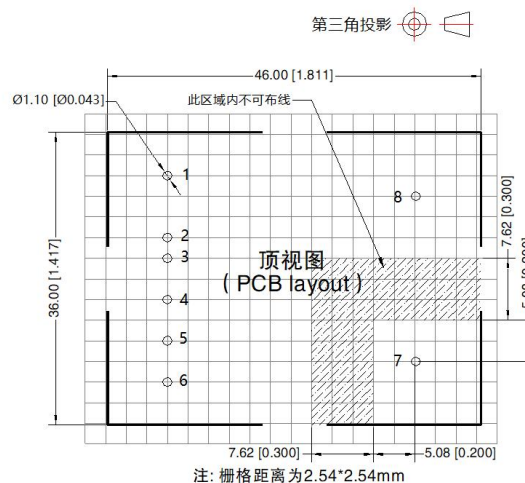 第三角投影
46.00 [1.811]
Ø1.10 [Ø0.043]
此区域内不可布线
1
8
2
3
7.62 [0.300]
顶视图
( PCB layout )
36.00 [1.417]
4
5
7
6
7.62 [0.300]
5.08 [0.200]
注: 栅格距离为2.54*2.54mm